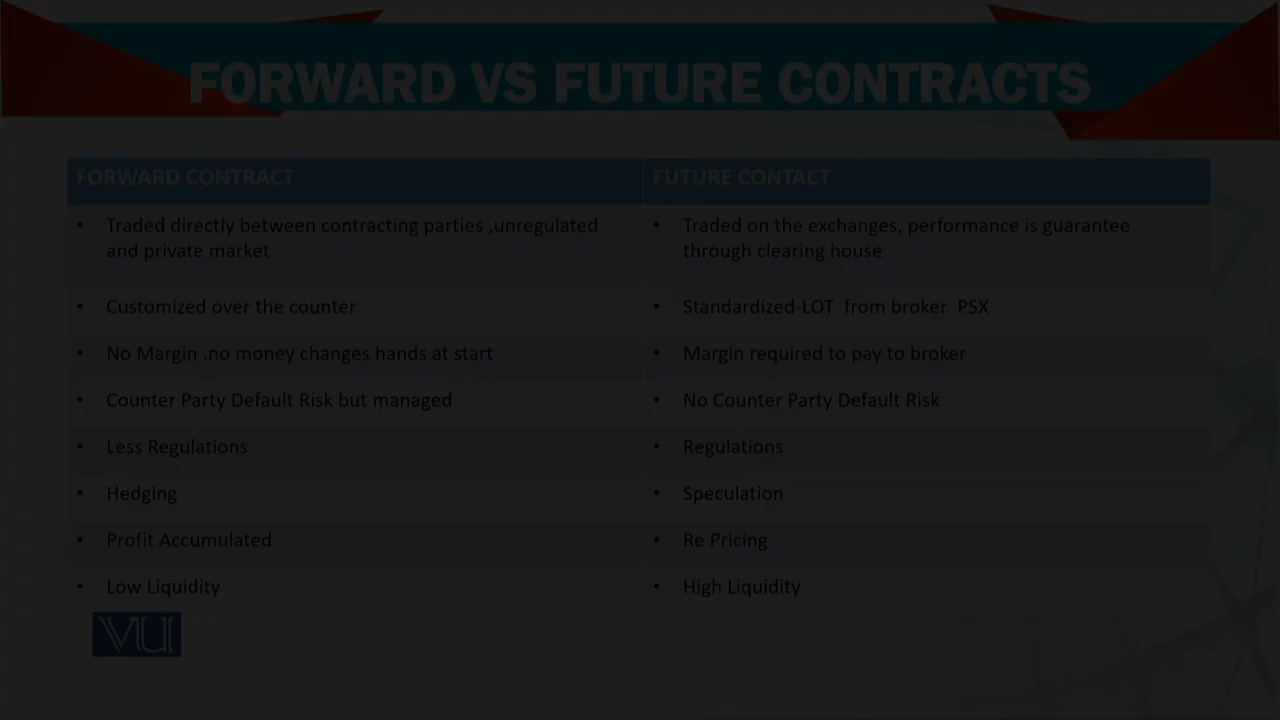 FORWARD VS FUTURE CONTRACTS
FORWARD CONTRACT
FUTURE CONTACT
• Traded directly between contracting parties ,unregulated
and private market
• Traded on the exchanges, performance is guarantee
through clearing house
• Customized over the counter
• Standardized-LOT from broker PSX
• No Margin .no money changes hands at start
• Margin required to pay to broker
• Counter Party Default Risk but managed
• No Counter Party Default Risk
• Less Regulations
• Regulations
• Hedging
• Speculation
• Profit Accumulated
• Re Pricing
• Low Liquidity
• High Liquidity
VU